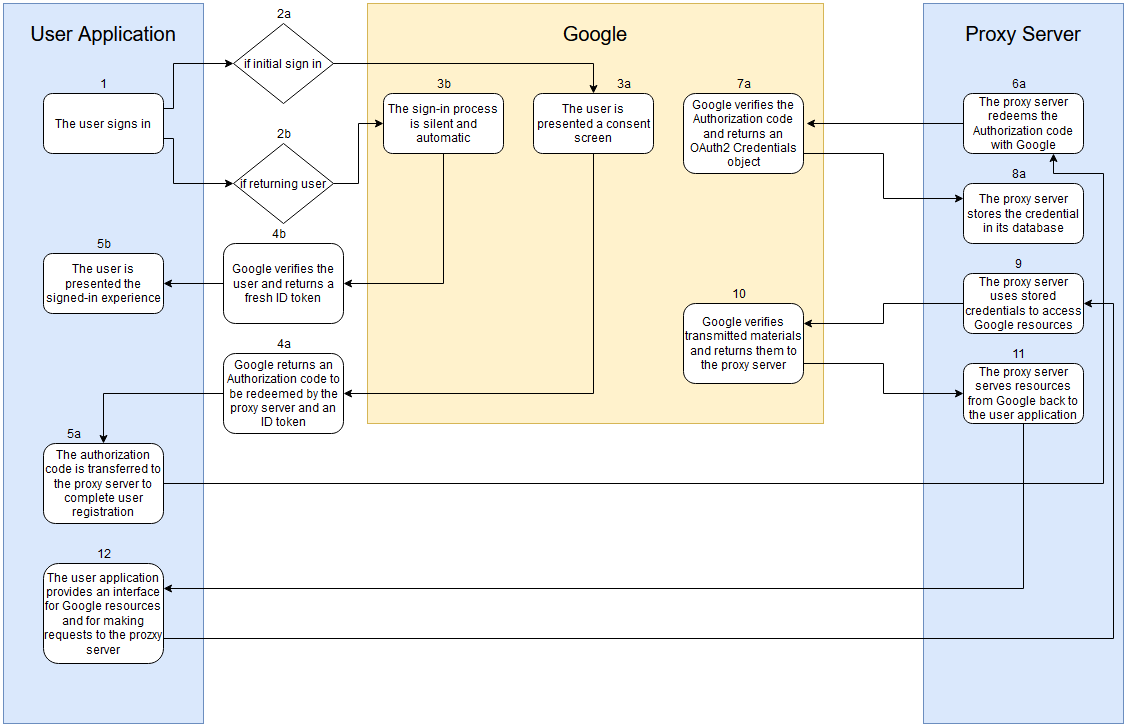 User Application
Google
Proxy Server
2a
if initial sign in
1
The user signs in
2b
if returning user
3b
The sign-in process
is silent and
automatic
3a
The user is
presented a consent
screen
7a
Google verifies the
Authorization code
and returns an
OAuth2 Credentials
object
6a
The proxy server
redeems the
Authorization code
with Google
8a
The proxy server
stores the credential
in its database
5b
The user is
presented the
signed-in experience
4b
Google verifies the
user and returns a
fresh ID token
9
The proxy server
uses stored
credentials to access
Google resources
10
Google verifies
transmitted materials
and returns them to
the proxy server
4a
Google returns an
Authorization code to
be redeemed by the
proxy server and an
ID token
11
The proxy server
serves resources
from Google back to
the user application
5a
The authorization
code is transferred to
the proxy server to
complete user
registration
12
The user application
provides an interface
for Google resources
and for making
requests to the prozxy
server